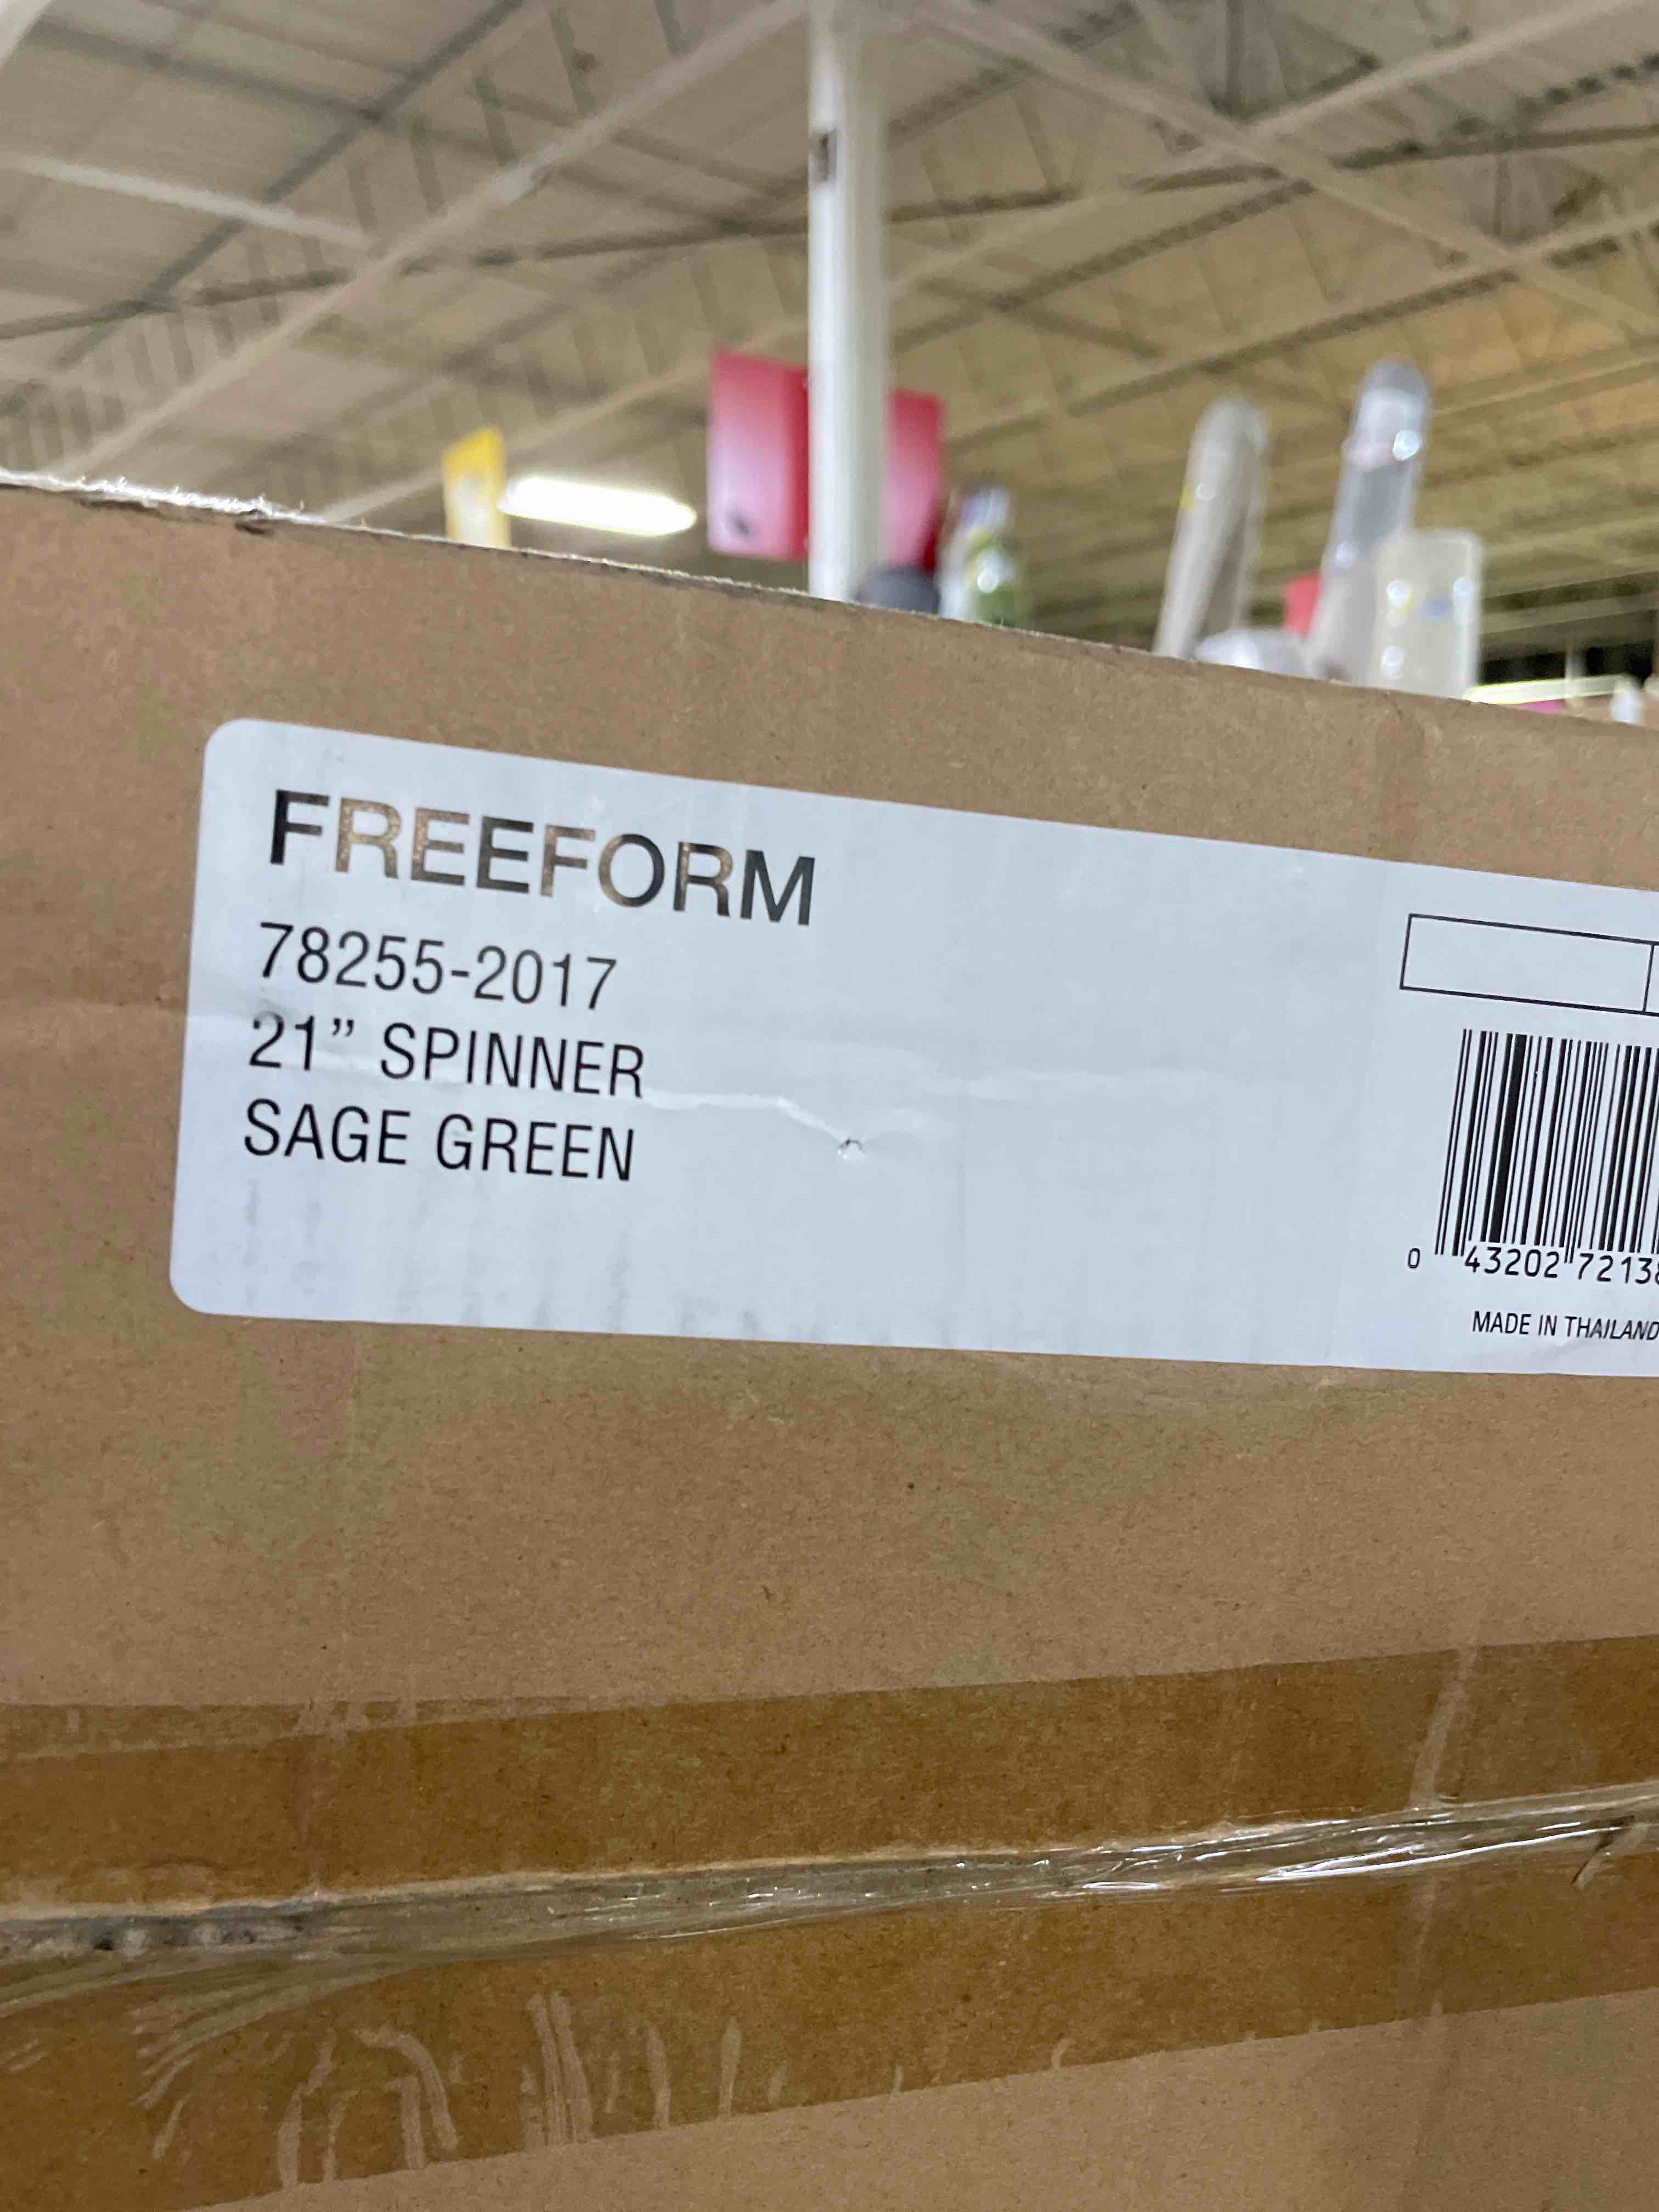 FREEFORM
78255-2017
21” SPINNER
SAGE GREEN
0 43202 7213
MADE IN THAILAND